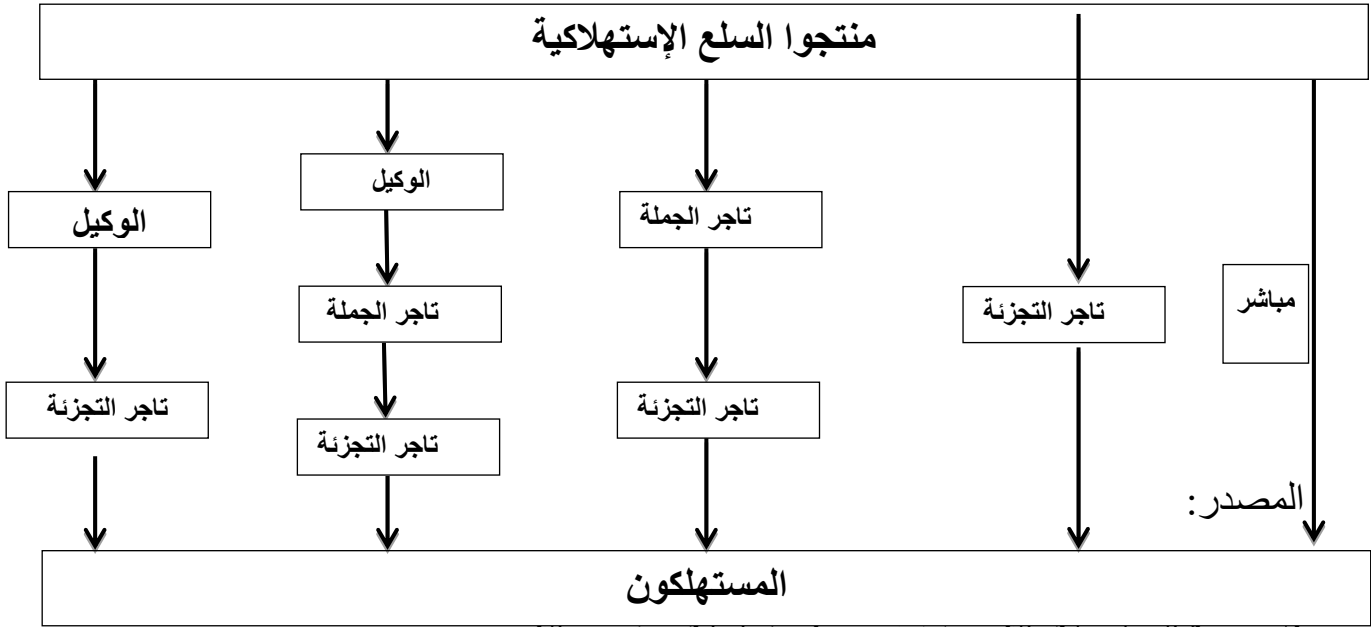 منتجوا السلع الإستهلاكية
الوكيل
الوكيل
تاجر الجملة
تاجر الجملة
تاجر التجزئة
مباشر
تاجر التجزئة
تاجر التجزئة
تاجر التجزئة
المصدر:
المستهلكون